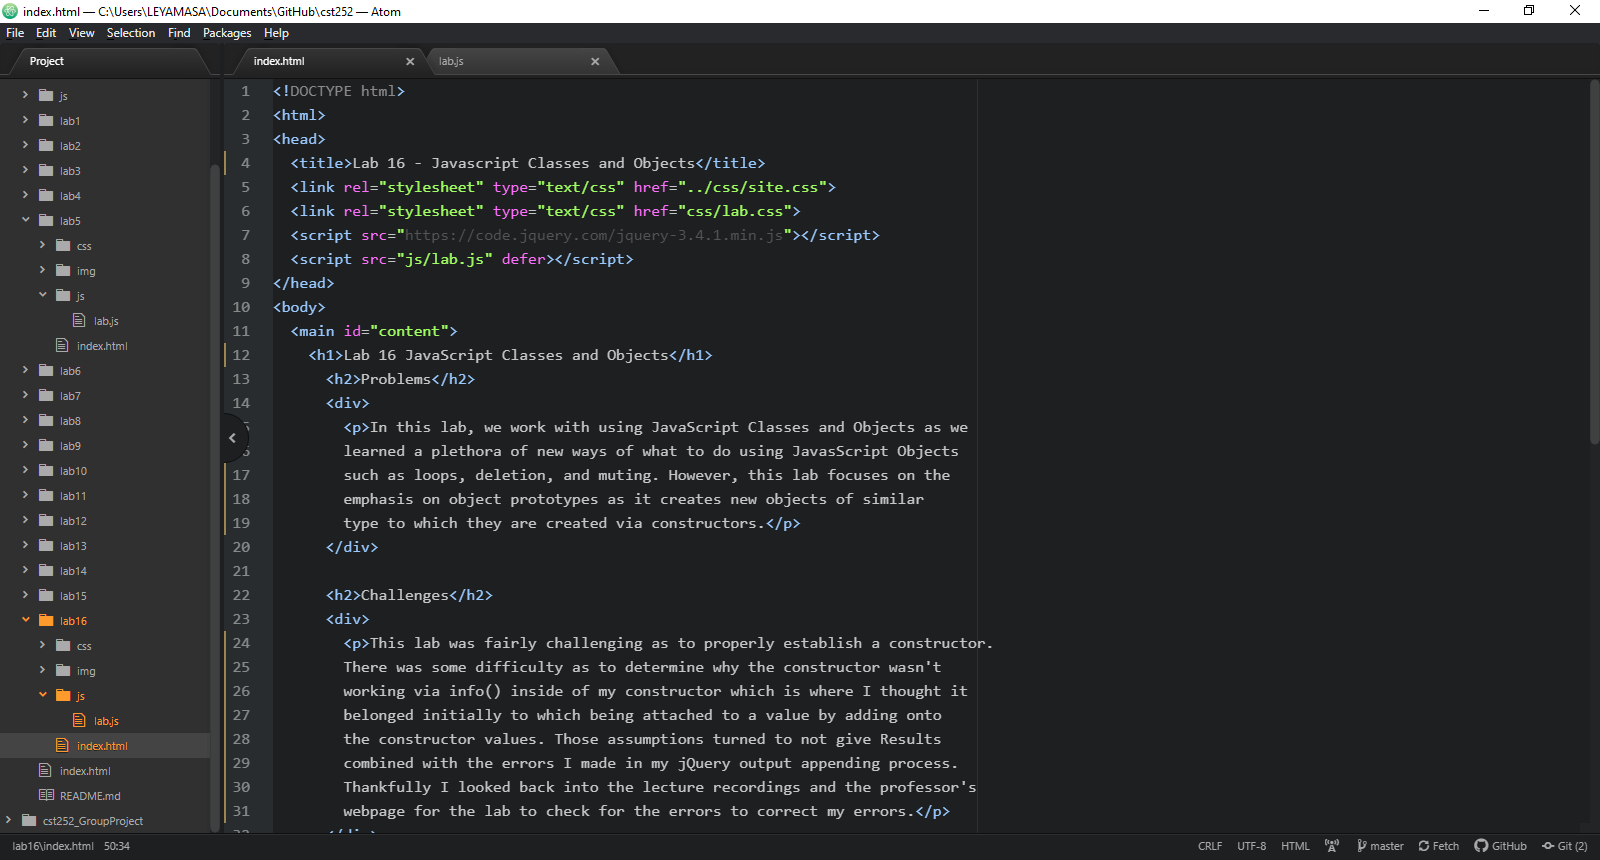 index.html — C:\Users\LEYAMASA\Documents\GitHub\cst252 — Atom
File Edit View Selection Find Packages Help
Project
index.html
lab.js
js
lab1
lab2
lab3
lab4
lab5
css
img
js
lab.js
index.html
lab6
lab7
lab8
lab9
lab10
lab11
lab12
lab13
lab14
lab15
lab16
css
img
js
lab.js
index.html
index.html
README.md
cst252_GroupProject
1 <!DOCTYPE html>
2 <html>
3 <head>
4 <title>Lab 16 - Javascript Classes and Objects</title>
5 <link rel="stylesheet" type="text/css" href="../css/site.css">
6 <link rel="stylesheet" type="text/css" href="css/lab.css">
7 <script src="https://code.jquery.com/jquery-3.4.1.min.js"></script>
8 <script src="js/lab.js" defer></script>
9 </head>
10 <body>
11 <main id="content">
12 <h1>Lab 16 JavaScript Classes and Objects</h1>
13 <h2>Problems</h2>
14 <div>
<p>In this lab, we work with using JavaScript Classes and Objects as we
learned a plethora of new ways of what to do using JavasScript Objects
17 such as loops, deletion, and muting. However, this lab focuses on the
18 emphasis on object prototypes as it creates new objects of similar
19 type to which they are created via constructors.</p>
20 </div>
21
22 <h2>Challenges</h2>
23 <div>
24 <p>This lab was fairly challenging as to properly establish a constructor.
25 There was some difficulty as to determine why the constructor wasn't
26 working via info() inside of my constructor which is where I thought it
27 belonged initially to which being attached to a value by adding onto
28 the constructor values. Those assumptions turned to not give Results
29 combined with the errors I made in my jQuery output appending process.
30 Thankfully I looked back into the lecture recordings and the professor's
31 webpage for the lab to check for the errors to correct my errors.</p>
lab16\index.html 50:34
CRLF UTF-8 HTML master Fetch GitHub Git (2)